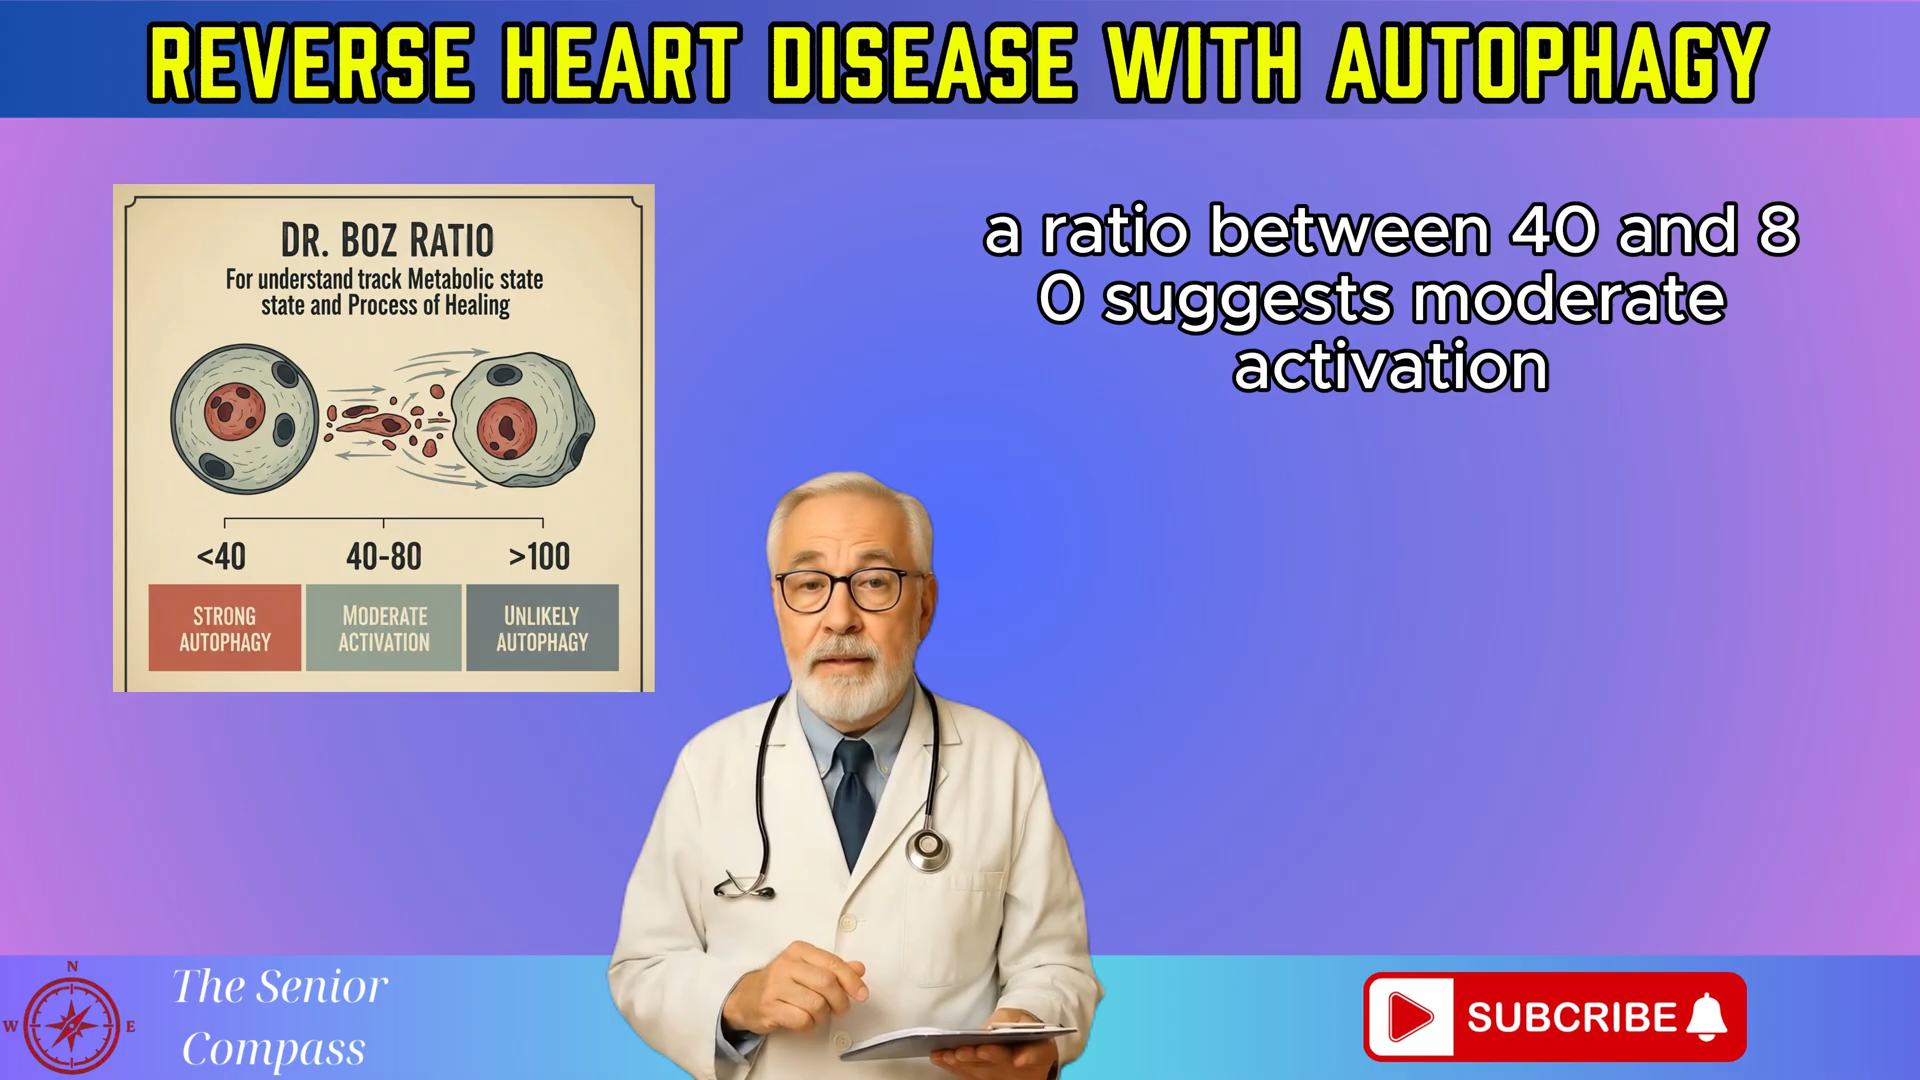 REVERSE HEART DISEASE WITH AUTOPHAGY
DR. BOZ RATIO
For understand track Metabolic state
state and Process of Healing
<40 40-80 >100
STRONG
AUTOPHAGY
MODERATE
ACTIVATION
UNLIKELY
AUTOPHAGY
a ratio between 40 and 8
0 suggests moderate
activation
N
W E
The Senior
Compass
SUBCRIBE